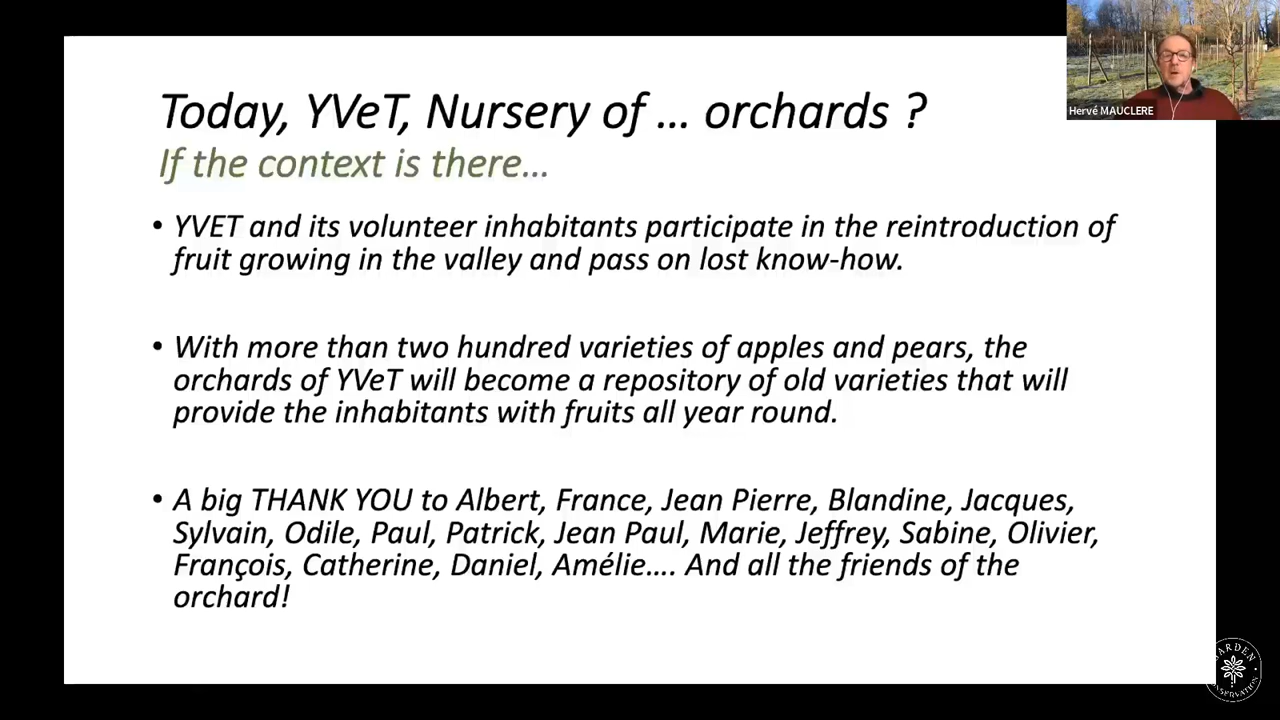 Today, YVeT, Nursery of ... orchards ?
If the context is there...
Hervé MAUCLERE
• YVET and its volunteer inhabitants participate in the reintroduction of
fruit growing in the valley and pass on lost know-how.
• With more than two hundred varieties of apples and pears, the
orchards of YVeT will become a repository of old varieties that will
provide the inhabitants with fruits all year round.
• A big THANK YOU to Albert, France, Jean Pierre, Blandine, Jacques,
Sylvain, Odile, Paul, Patrick, Jean Paul, Marie, Jeffrey, Sabine, Olivier,
François, Catherine, Daniel, Amélie.... And all the friends of the
orchard!